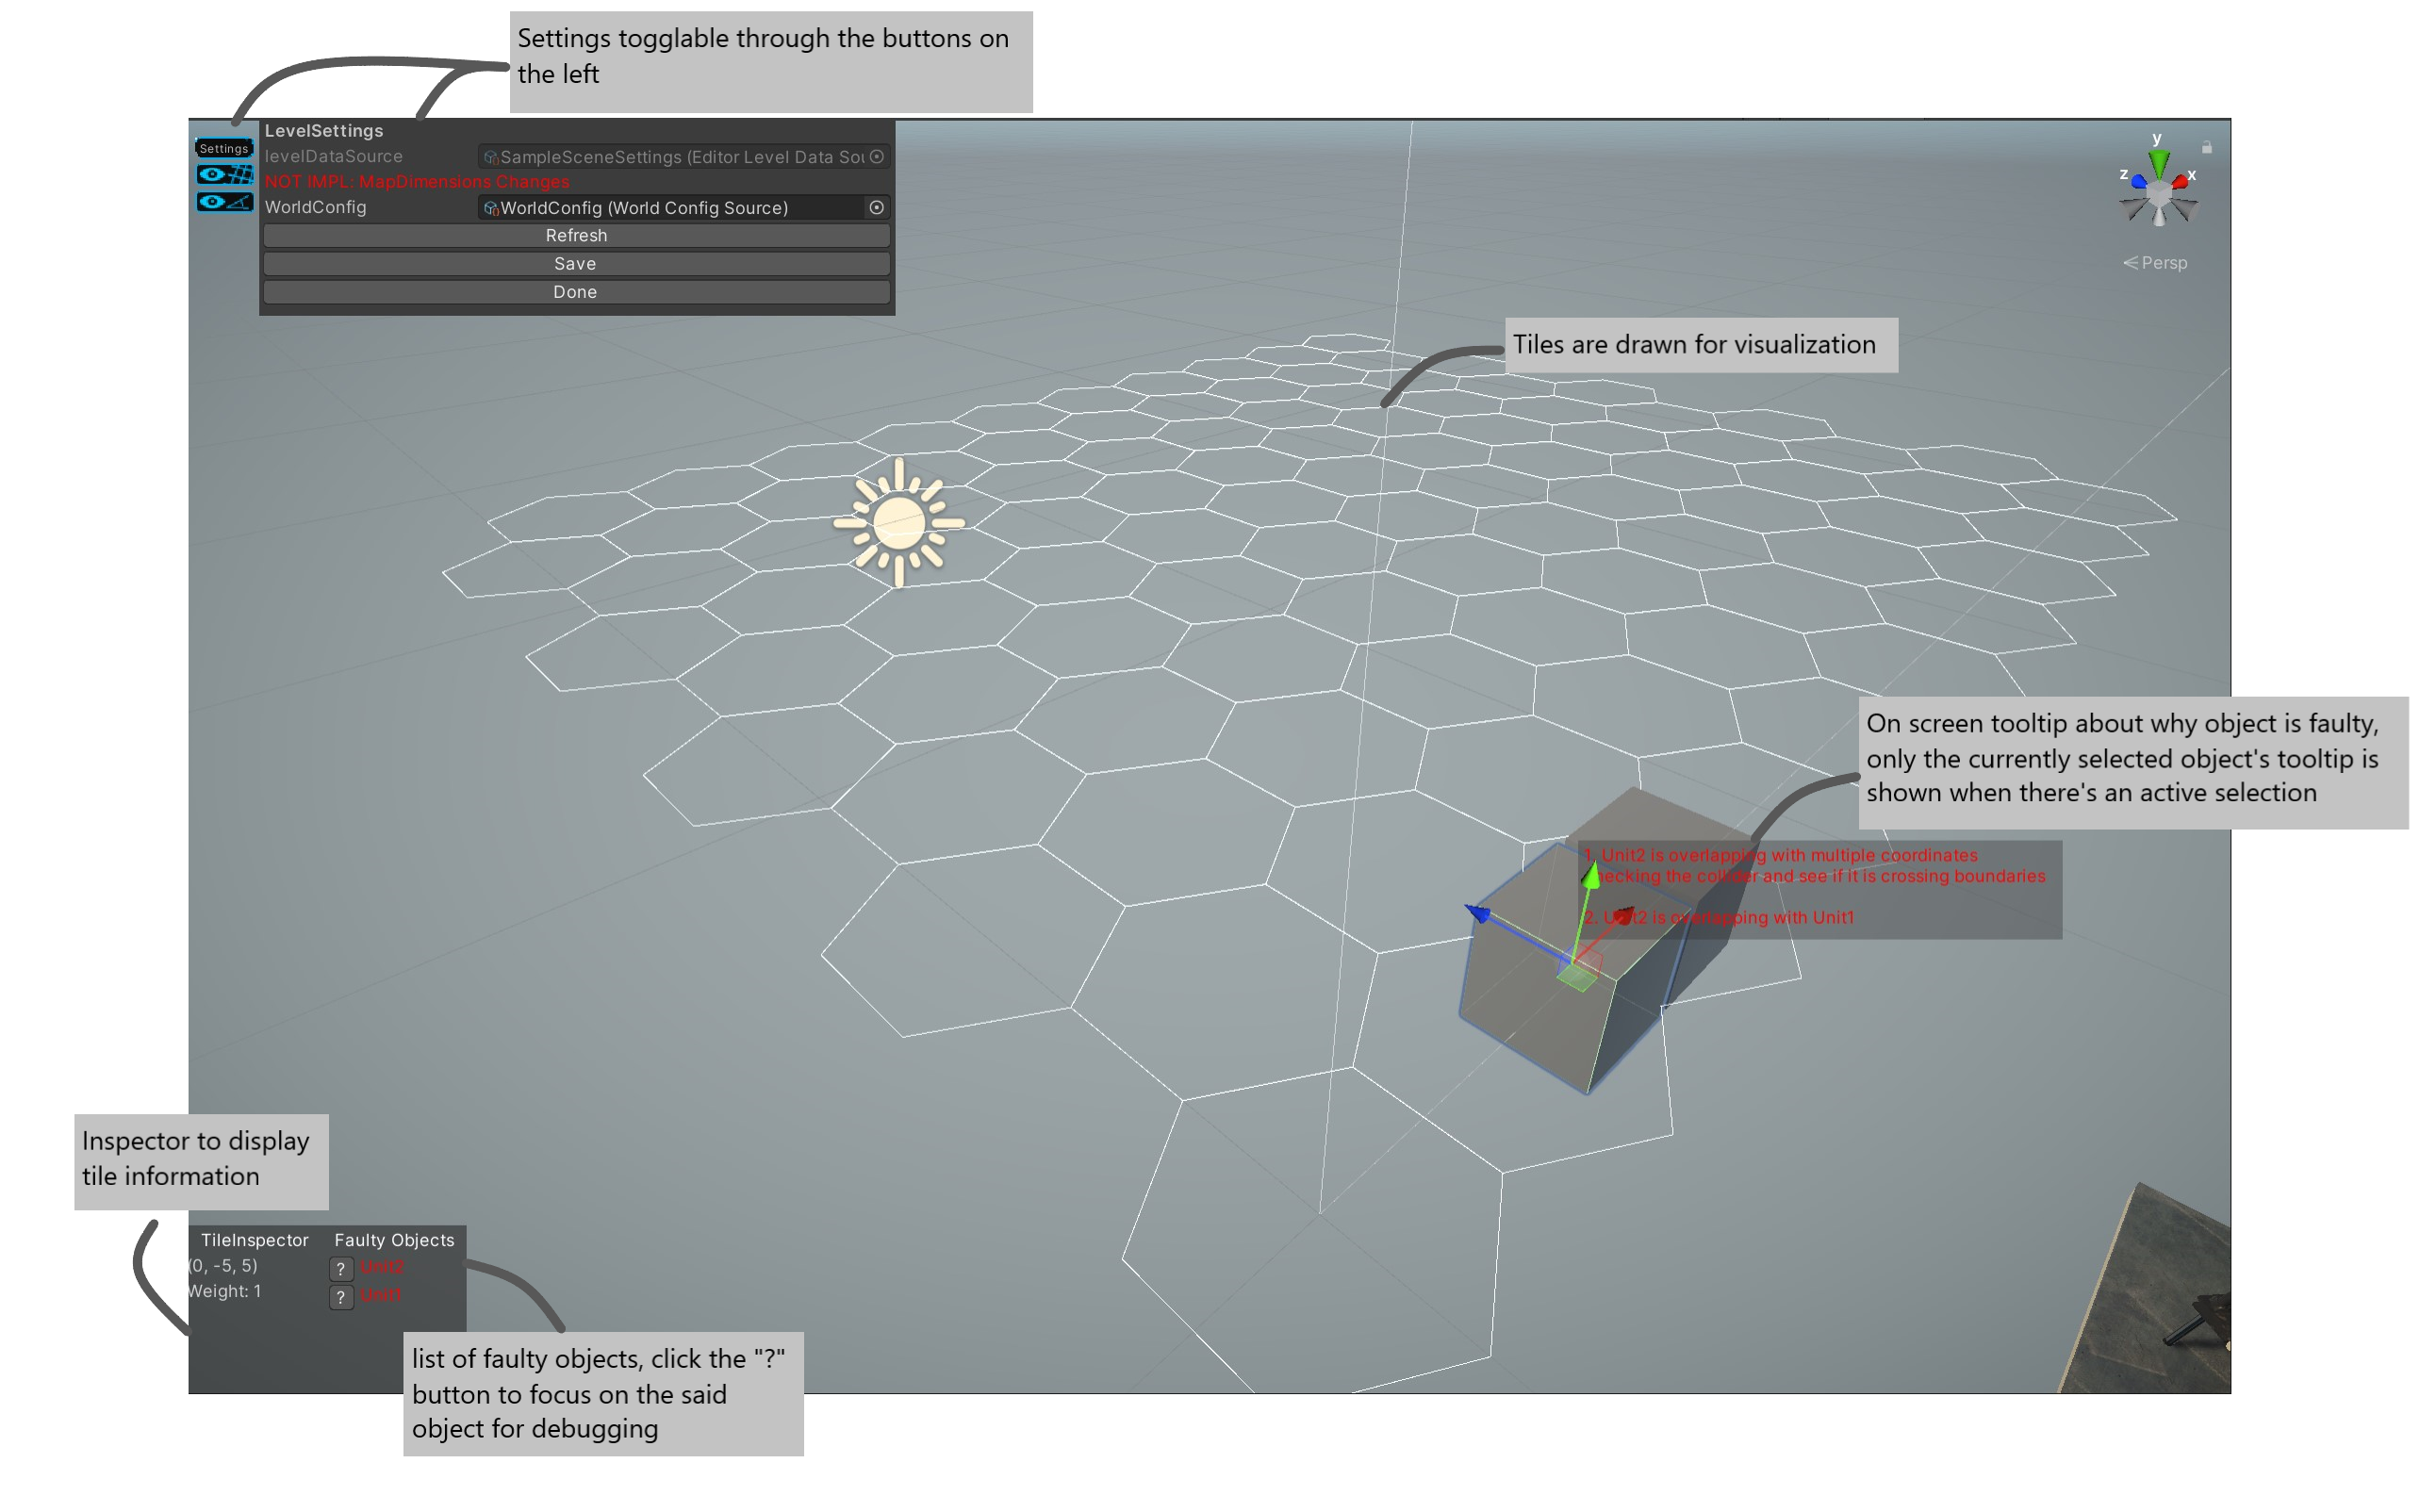 Settings togglable through the buttons on
the left
LevelSettings
Settings
levelDataSource
SampleSceneSettings (Editor Level Data Sou
NOT IMPL: MapDimensions Changes
WorldConfig
WorldConfig (World Config Source)
Refresh
Save
Done
y
z
x
Persp
Tiles are drawn for visualization
On screen tooltip about why object is faulty,
only the currently selected object's tooltip is
shown when there's an active selection
1. Unit2 is overlapping with multiple coordinates
hecking the collider and see if it is crossing boundaries
2. Unit2 is overlapping with Unit1
Inspector to display
tile information
TileInspector
Faulty Objects
(0, -5, 5)
? Unit2
Weight: 1
? Unit1
list of faulty objects, click the "?"
button to focus on the said
object for debugging